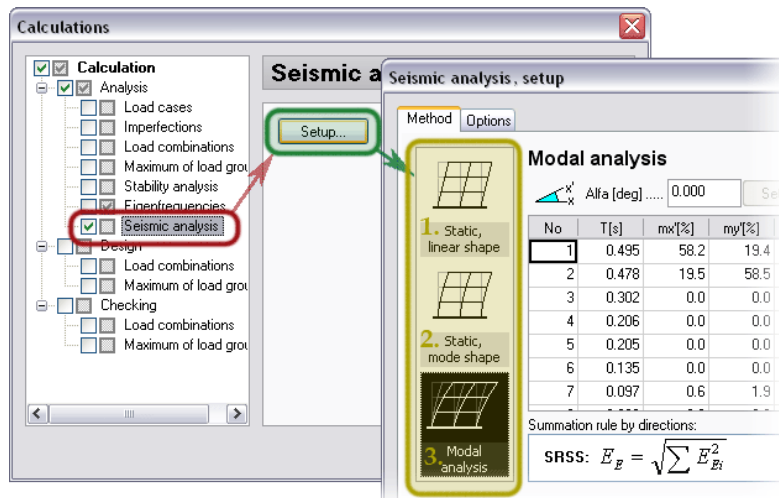 Calculations
Calculation
Analysis
Load cases
Imperfections
Load combinations
Maximum of load grou
Stability analysis
Eigenfrequencies
Seismic analysis
Design
Load combinations
Maximum of load grou
Checking
Load combinations
Maximum of load grou
Seismic a
Setup...
Seismic analysis, setup
Method Options
1. Static,
linear shape
2. Static,
mode shape
3. Modal
analysis
Modal analysis
x' x Alfa [deg] ..... 0.000 Se
No T[s] mx'[%] my'[%]
1 0.495 58.2 19.4
2 0.478 19.5 58.5
3 0.302 0.0 0.0
4 0.206 0.0 0.0
5 0.205 0.0 0.0
6 0.135 0.0 0.0
7 0.097 0.6 1.9
Summation rule by directions:
SRSS: E_E = √∑ E²_Ei